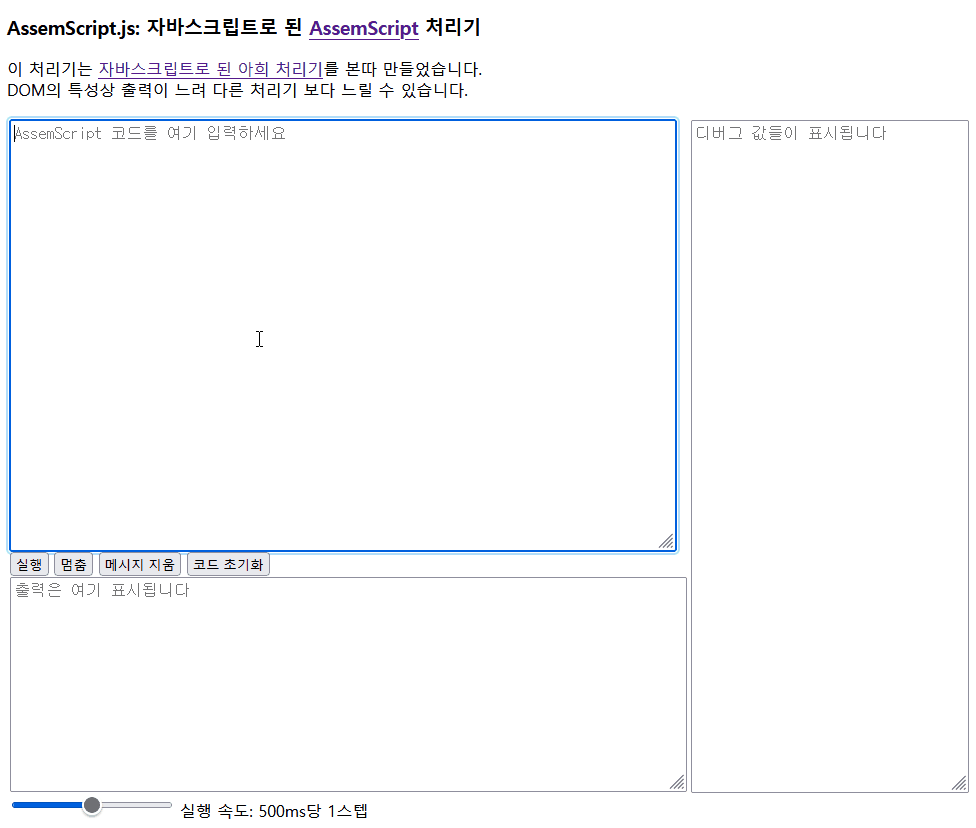 AssemScript.js: 자바스크립트로 된 AssemScript 처리기
이 처리기는 자바스크립트로 된 아희 처리기를 본따 만들었습니다.
DOM의 특성상 출력이 느려 다른 처리기 보다 느릴 수 있습니다.
AssemScript 코드를 여기 입력하세요
디버그 값들이 표시됩니다
실행 멈춤 메시지 지움 코드 초기화
출력은 여기 표시됩니다
실행 속도: 500ms당 1스텝